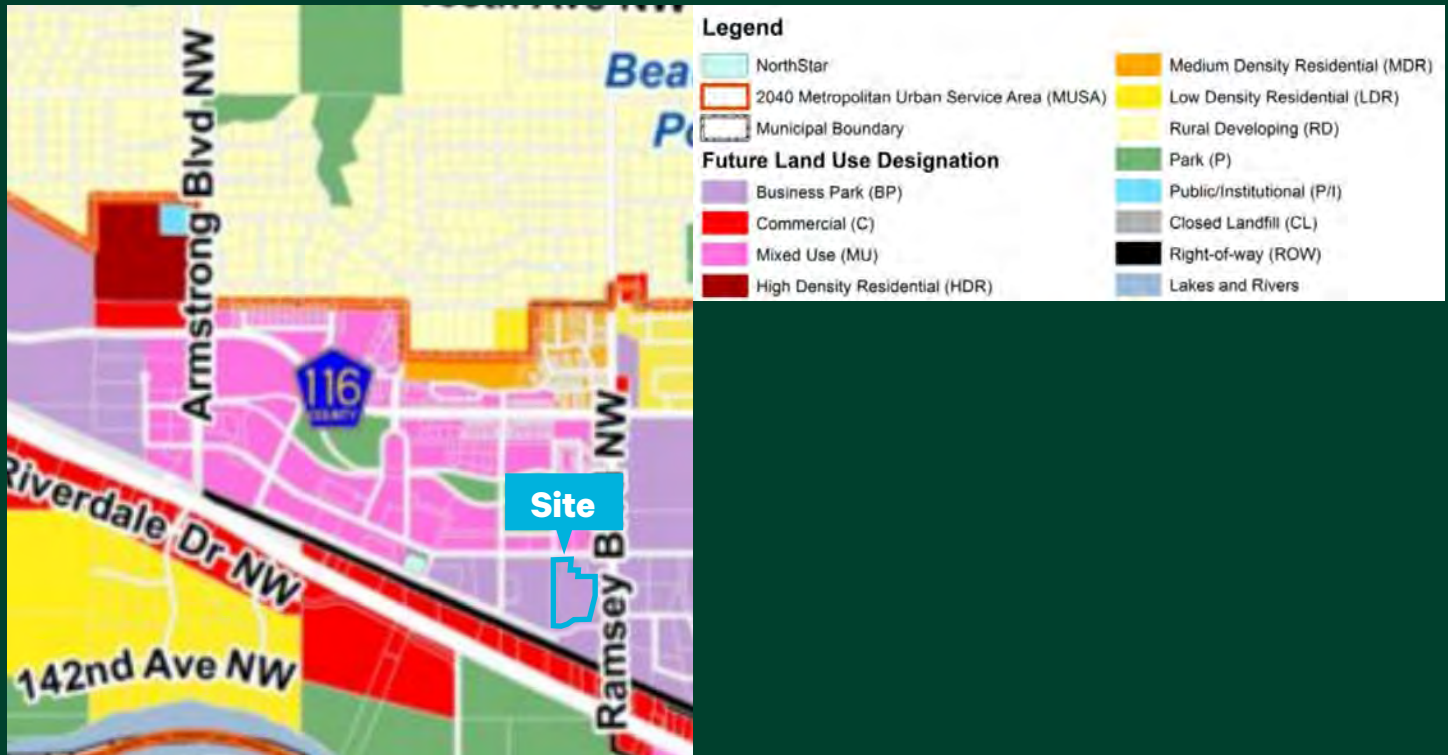 Armstrong Blvd NW
116
COUNTY
Site
Riverdale Dr NW
142nd Ave NW
Ramsey B NW
Legend
NorthStar
2040 Metropolitan Urban Service Area (MUSA)
Municipal Boundary
Future Land Use Designation
Business Park (BP)
Commercial (C)
Mixed Use (MU)
High Density Residential (HDR)
Medium Density Residential (MDR)
Low Density Residential (LDR)
Rural Developing (RD)
Park (P)
Public/Institutional (P/I)
Closed Landfill (CL)
Right-of-way (ROW)
Lakes and Rivers